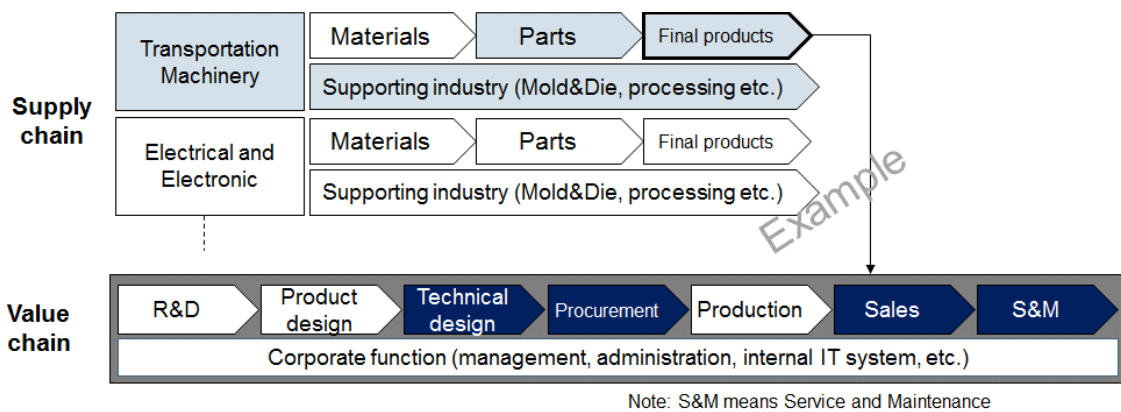 Supply
chain
Transportation
Machinery
Materials
Parts
Final products
Supporting industry (Mold&Die, processing etc.)
Electrical and
Electronic
Materials
Parts
Final products
Supporting industry (Mold&Die, processing etc.)
Example
Value
chain
R&D
Product
design
Technical
design
Procurement
Production
Sales
S&M
Corporate function (management, administration, internal IT system, etc.)
Note: S&M means Service and Maintenance